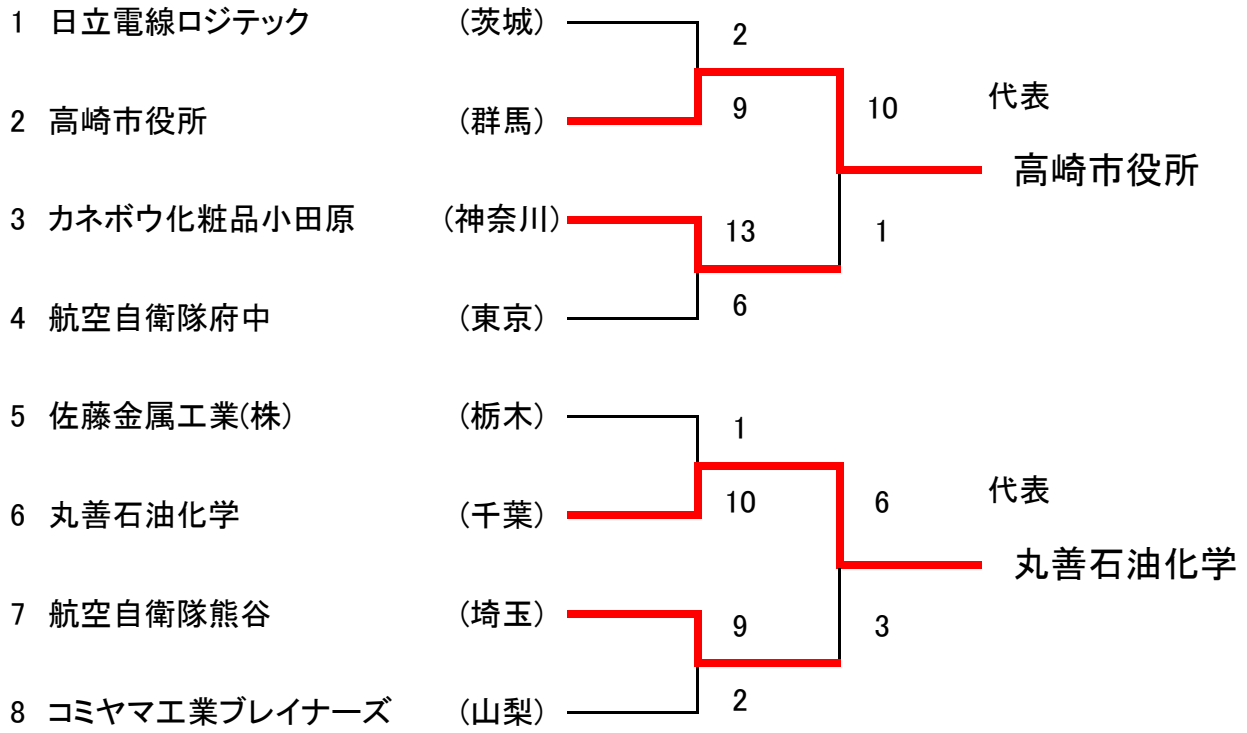 1 日立電線ロジテック (茨城)
2
2 高崎市役所 (群馬)
9
10
代表
高崎市役所
3 カネボウ化粧品小田原 (神奈川)
13
1
4 航空自衛隊府中 (東京)
6
5 佐藤金属工業(株) (栃木)
1
6 丸善石油化学 (千葉)
10
6
代表
丸善石油化学
7 航空自衛隊熊谷 (埼玉)
9
3
8 コミヤマ工業ブレイナーズ (山梨)
2